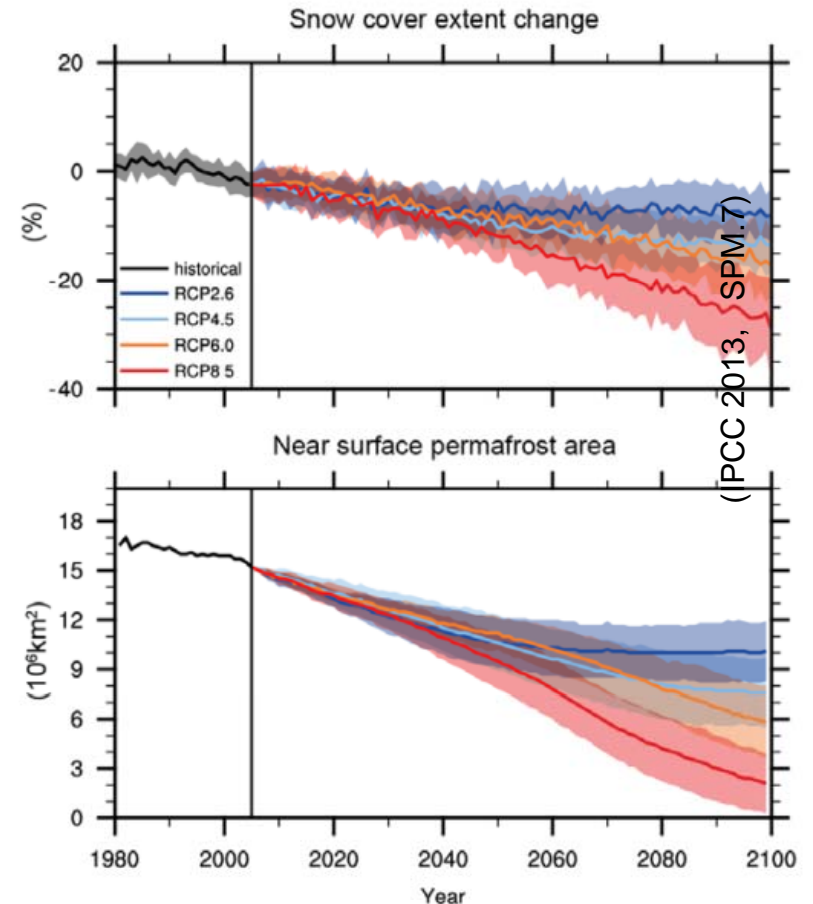 Snow cover extent change
20
0
-20
-40
(%)
historical
RCP2.6
RCP4.5
RCP6.0
RCP8 5
(IPCC 2013, SPM.7)
Near surface permafrost area
18
15
12
9
6
3
0
(10⁶km²)
1980 2000 2020 2040 2060 2080 2100
Year